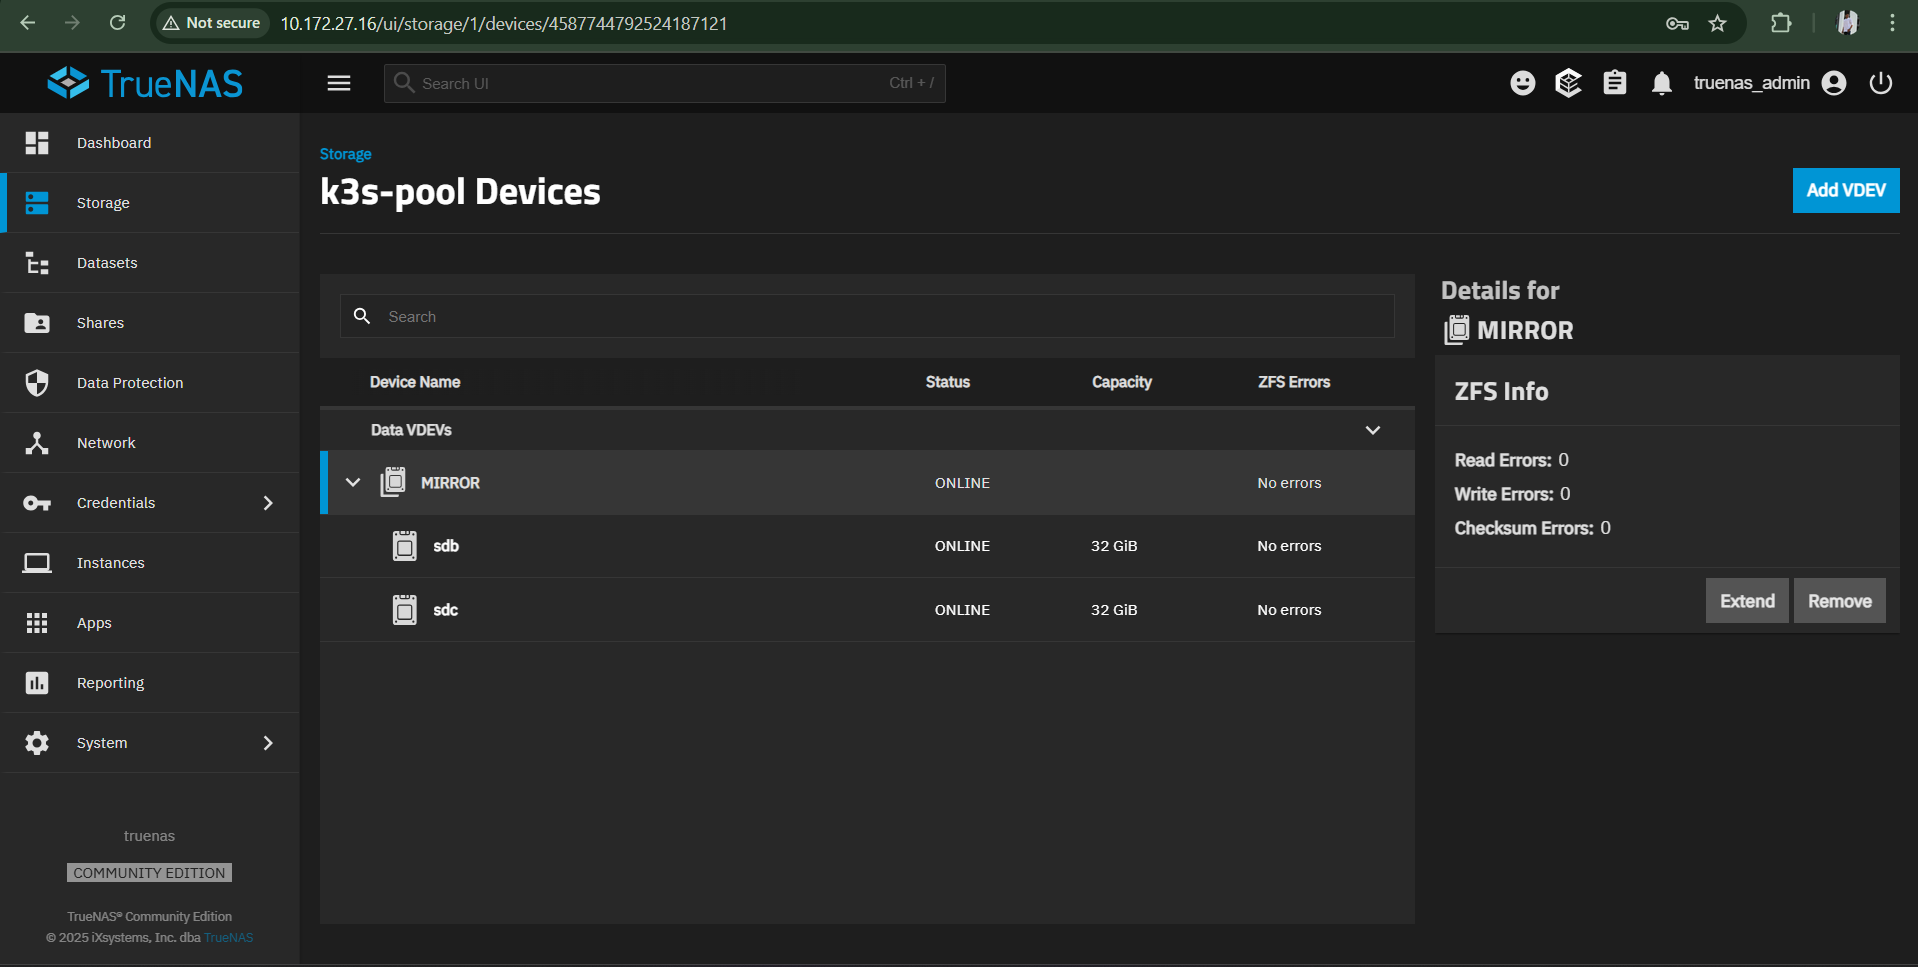 Not secure 10.172.27.16/ui/storage/1/devices/4587744792524187121
TrueNAS
Search UI Ctrl + /
truenas_admin
Dashboard
Storage
Datasets
Shares
Data Protection
Network
Credentials
Instances
Apps
Reporting
System
truenas
COMMUNITY EDITION
TrueNAS® Community Edition
© 2025 iXsystems, Inc. dba TrueNAS
Storage
k3s-pool Devices
Add VDEV
Search
Device Name Status Capacity ZFS Errors
Data VDEVs
MIRROR ONLINE No errors
sdb ONLINE 32 GiB No errors
sdc ONLINE 32 GiB No errors
Details for
MIRROR
ZFS Info
Read Errors: 0
Write Errors: 0
Checksum Errors: 0
Extend Remove